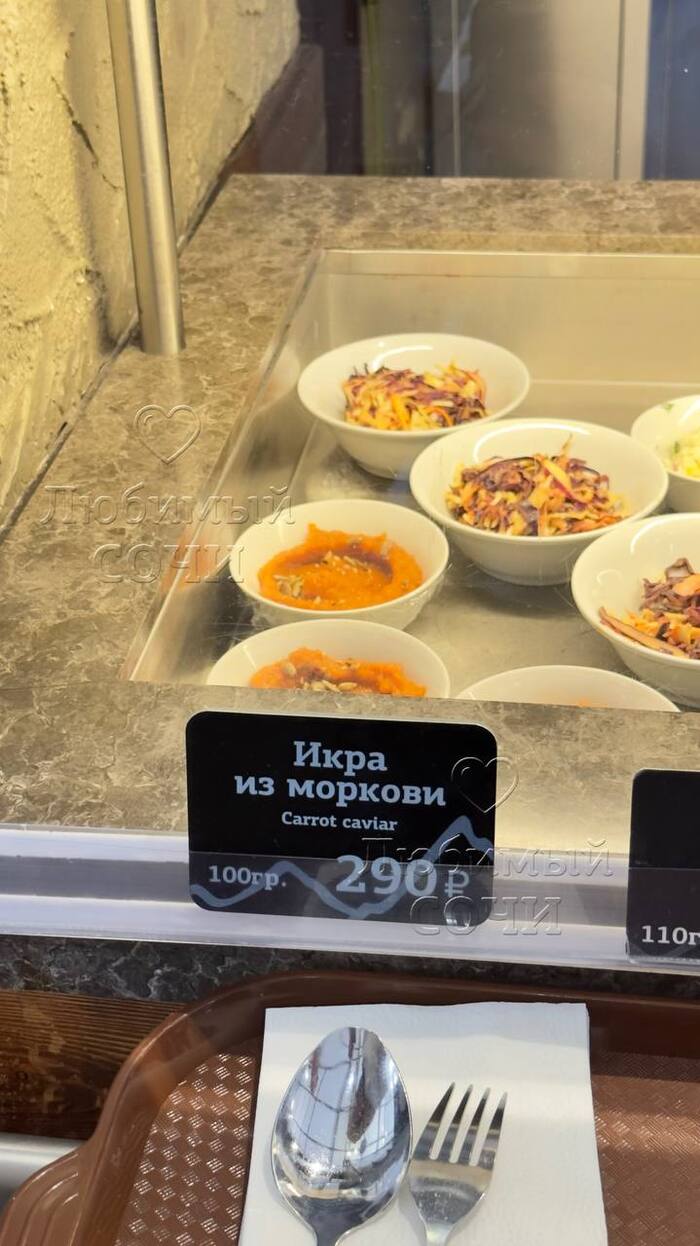 Любимый
СОЧИ
Икра
из моркови
Carrot caviar
100гр.
290₽
Любимый
СОЧИ
110г